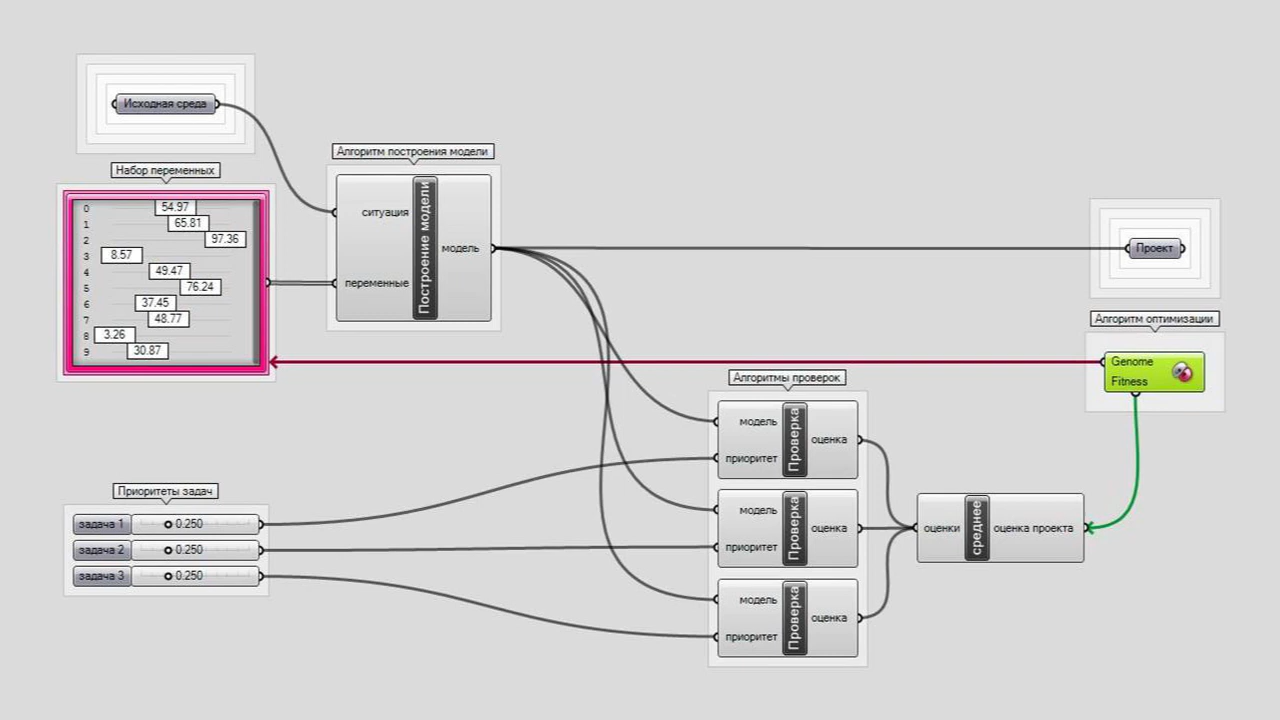 Исходная среда
Набор переменных
0 54.97
1 65.81
2 97.36
3 8.57
4 49.47
5 76.24
6 37.45
7 48.77
8 3.26
9 30.87
Алгоритм построения модели
ситуация
переменные
Построение модели
модель
Проект
Алгоритм оптимизации
Genome
Fitness
Приоритеты задач
задача 1 0.250
задача 2 0.250
задача 3 0.250
Алгоритмы проверок
модель
приоритет
Проверка
оценка
модель
приоритет
Проверка
оценка
модель
приоритет
Проверка
оценка
оценки
среднее
оценка проекта